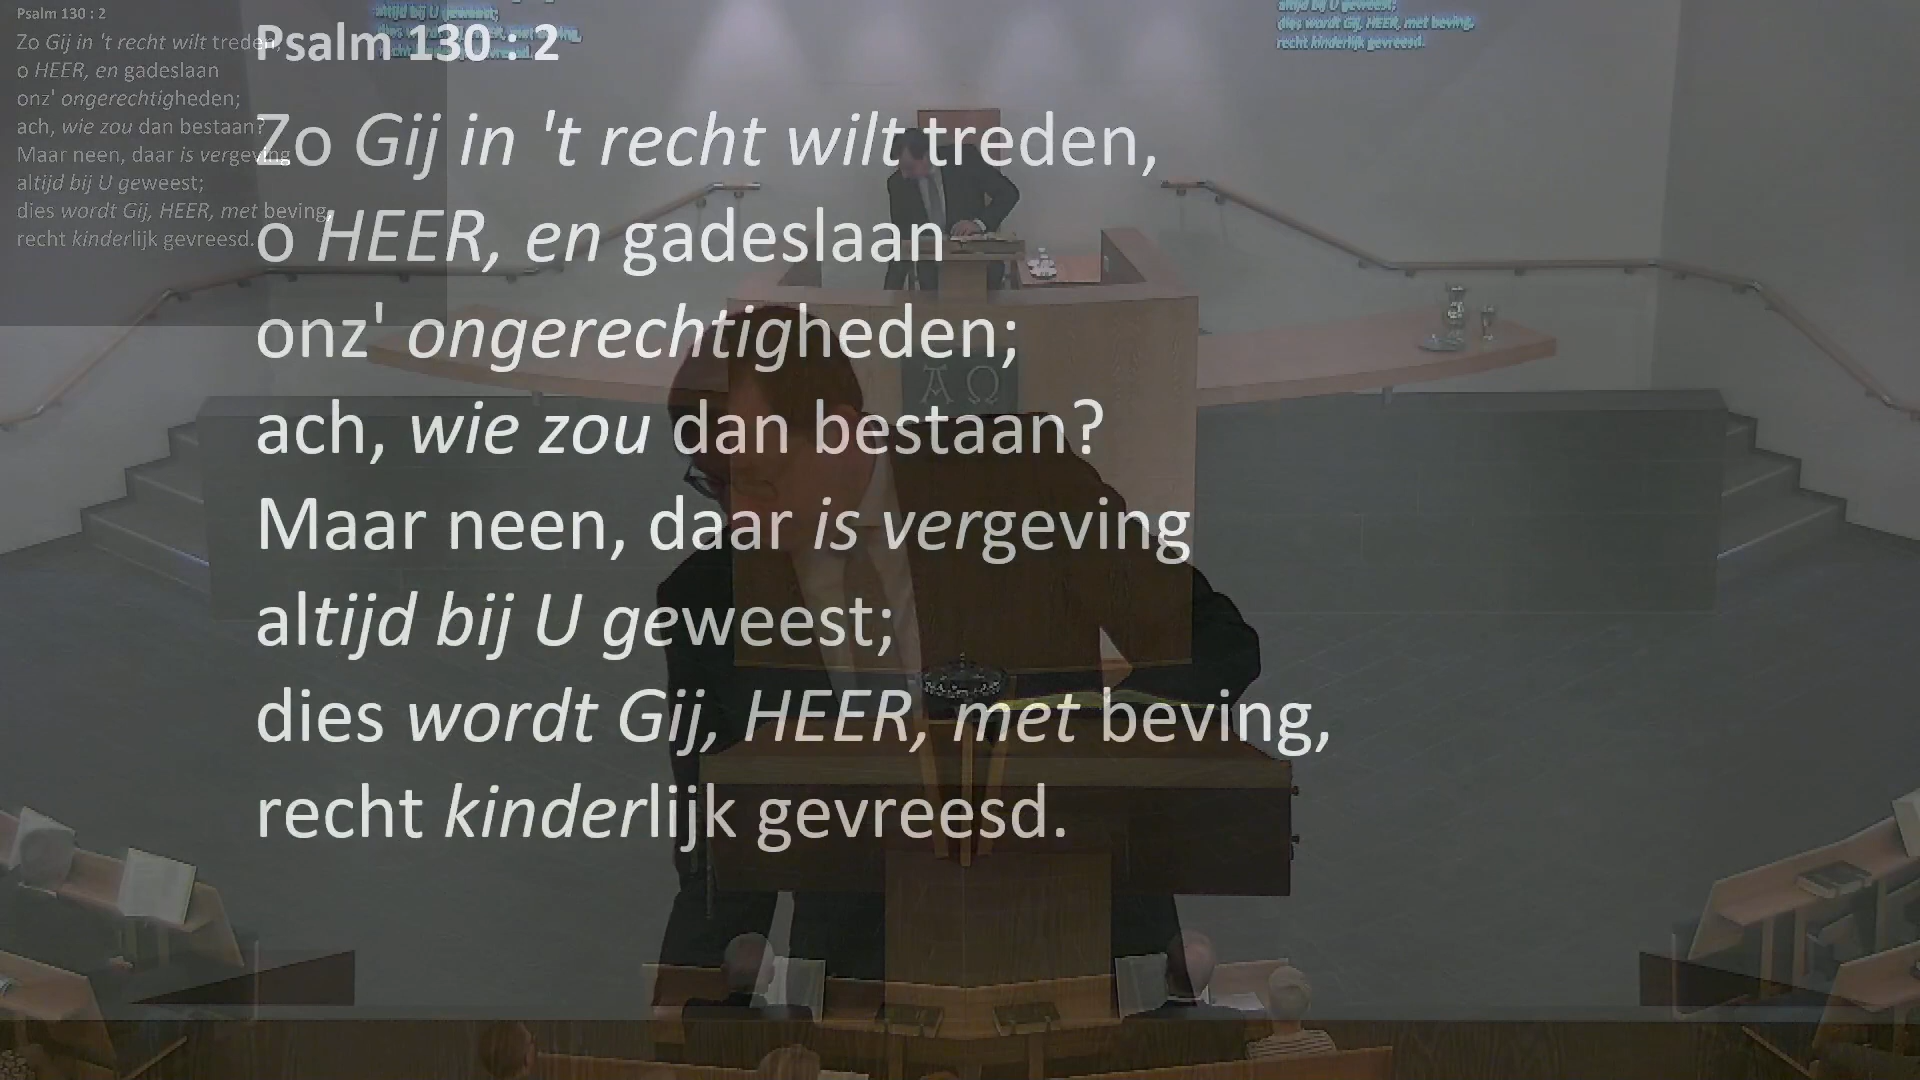 Psalm 130 : 2
Zo Gij in 't recht wilt treden,
o HEER, en gadeslaan
onz' ongerechtigheden;
ach, wie zou dan bestaan?
Maar neen, daar is vergeving
altijd bij U geweest;
dies wordt Gij, HEER, met beving,
recht kinderlijk gevreesd.
Psalm 130 : 2
Zo Gij in 't recht wilt treden,
o HEER, en gadeslaan
onz' ongerechtigheden;
ach, wie zou dan bestaan?
Maar neen, daar is vergeving
altijd bij U geweest;
dies wordt Gij, HEER, met beving,
recht kinderlijk gevreesd.
altijd bij U geweest;
altijd bij U geweest;
dies wordt Gij, HEER, met beving,
recht kinderlijk gevreesd.
Α Ω